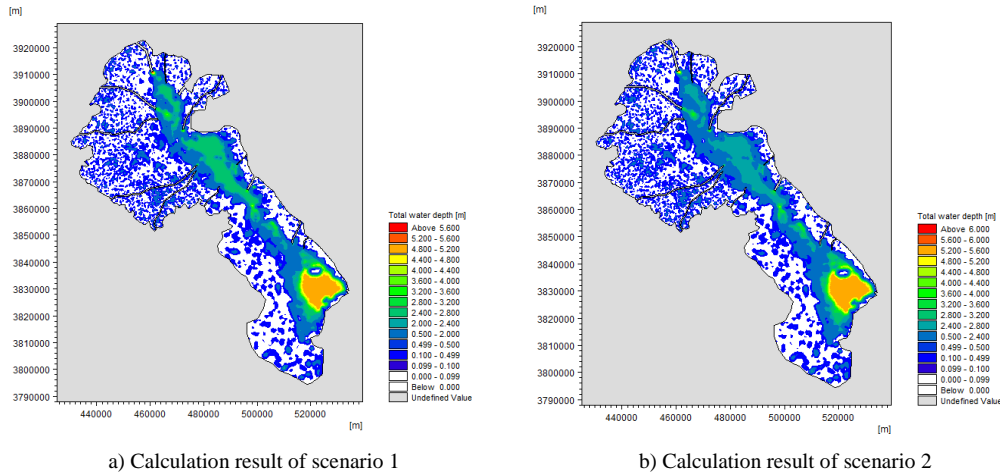 [m]
3920000
3910000
3900000
3890000
3880000
3870000
3860000
3850000
3840000
3830000
3820000
3810000
3800000
3790000
440000 460000 480000 500000 520000
[m]
Total water depth [m]
Above 5.600
5.200 - 5.600
4.800 - 5.200
4.400 - 4.800
4.000 - 4.400
3.600 - 4.000
3.200 - 3.600
2.800 - 3.200
2.400 - 2.800
2.000 - 2.400
0.500 - 2.000
0.499 - 0.500
0.100 - 0.499
0.099 - 0.100
0.000 - 0.099
Below 0.000
Undefined Value
a) Calculation result of scenario 1
[m]
3920000
3910000
3900000
3890000
3880000
3870000
3860000
3850000
3840000
3830000
3820000
3810000
3800000
3790000
440000 460000 480000 500000 520000
[m]
Total water depth [m]
Above 6.000
5.600 - 6.000
5.200 - 5.600
4.800 - 5.200
4.400 - 4.800
4.000 - 4.400
3.600 - 4.000
3.200 - 3.600
2.800 - 3.200
2.400 - 2.800
0.500 - 2.400
0.499 - 0.500
0.100 - 0.499
0.099 - 0.100
0.000 - 0.099
Below 0.000
Undefined Value
b) Calculation result of scenario 2